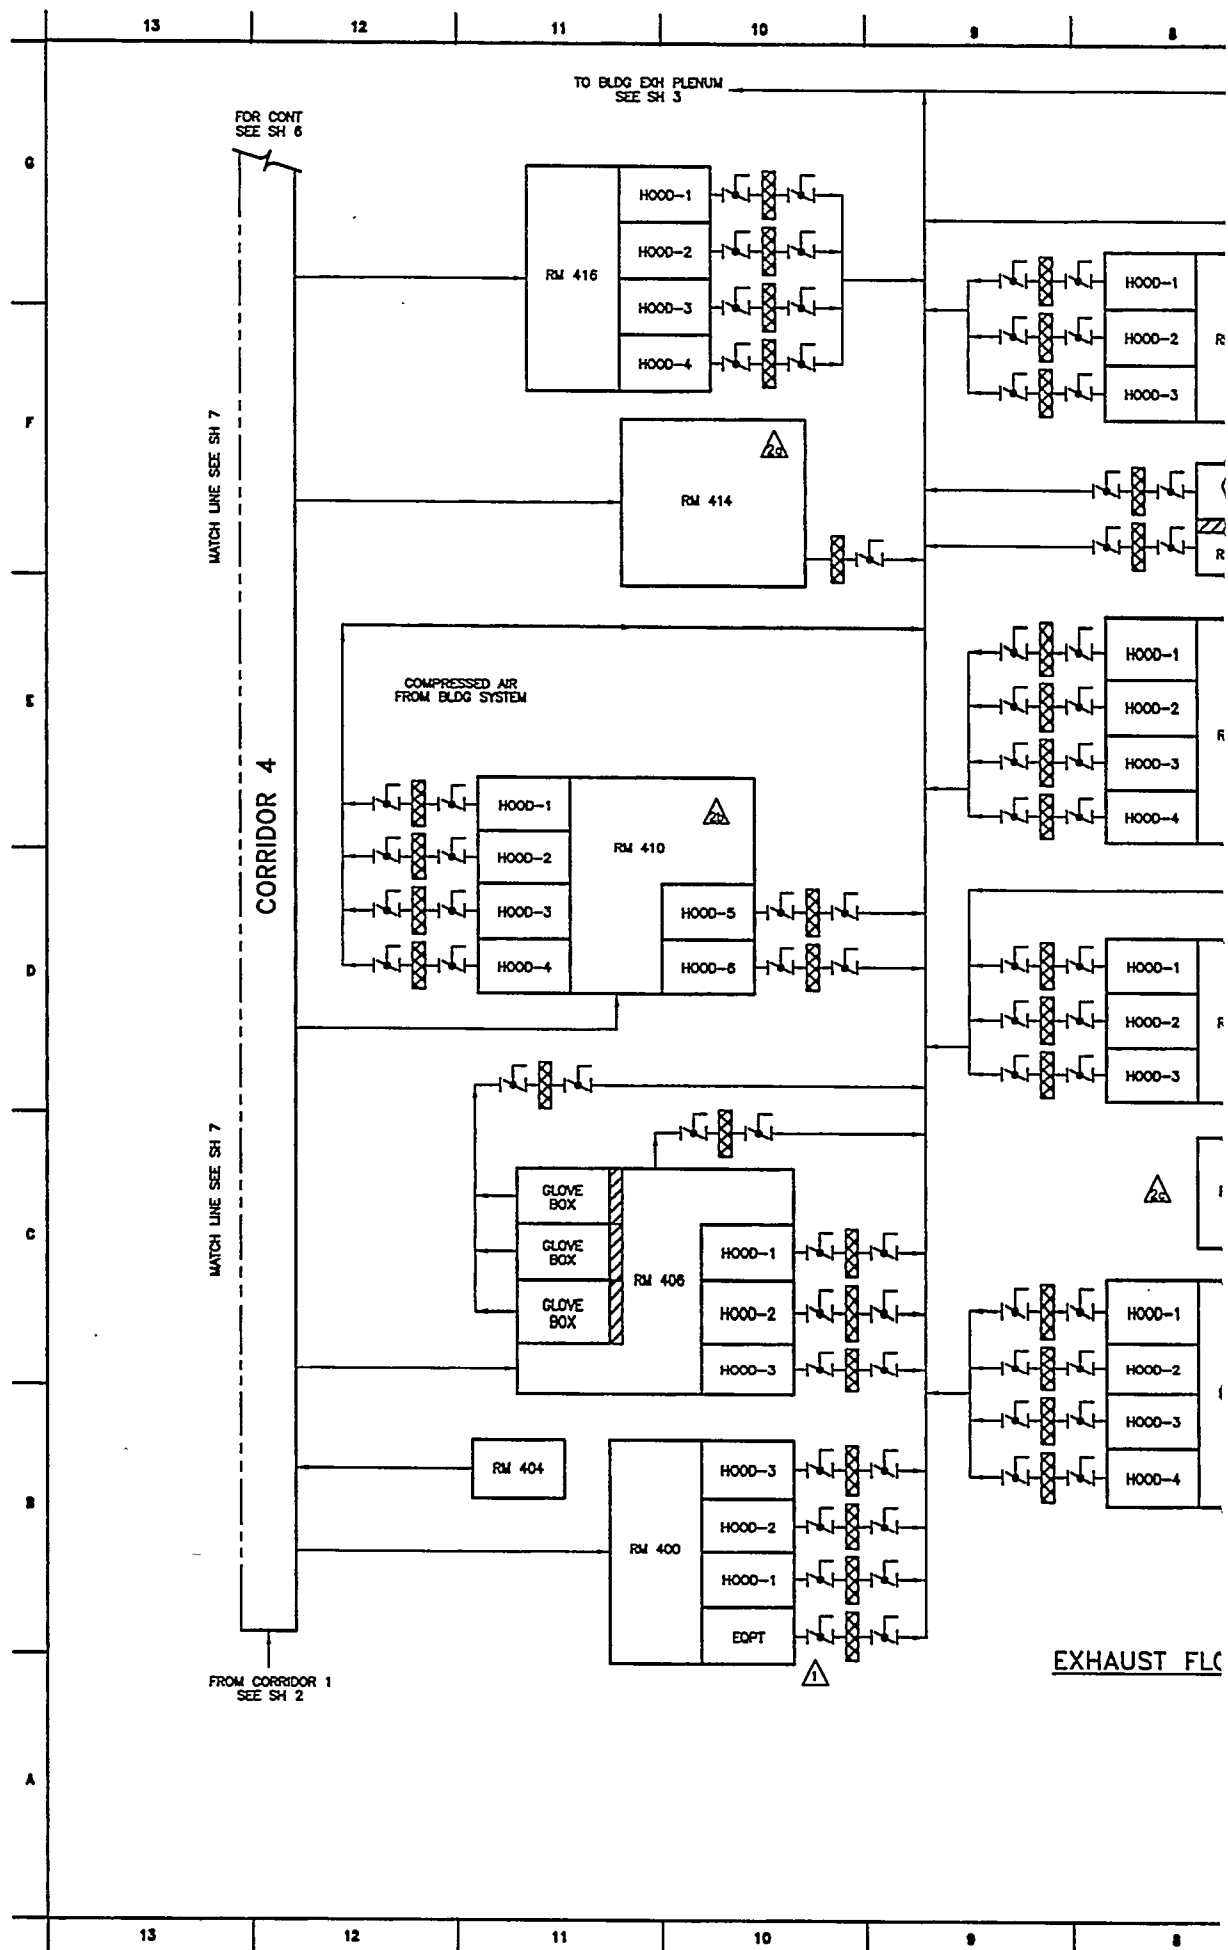 13 12 11 10 9 8
TO BLDG EXH PLENUM
SEE SH 3
FOR CONT
SEE SH 6
G
HOOD-1
HOOD-2
RM 416
HOOD-3
HOOD-4
HOOD-1
HOOD-2
HOOD-3
F
MATCH LINE SEE SH 7
2a
RM 414
E
COMPRESSED AIR
FROM BLDG SYSTEM
HOOD-1
HOOD-2
HOOD-3
HOOD-4
CORRIDOR 4
HOOD-1
HOOD-2
HOOD-3
HOOD-4
RM 410
2b
HOOD-5
HOOD-6
D
HOOD-1
HOOD-2
HOOD-3
MATCH LINE SEE SH 7
C
GLOVE
BOX
GLOVE
BOX
GLOVE
BOX
RM 406
HOOD-1
HOOD-2
HOOD-3
2c
HOOD-1
HOOD-2
HOOD-3
HOOD-4
B
RM 404
RM 400
HOOD-3
HOOD-2
HOOD-1
EQPT
1
FROM CORRIDOR 1
SEE SH 2
EXHAUST
A
13 12 11 10 9 8